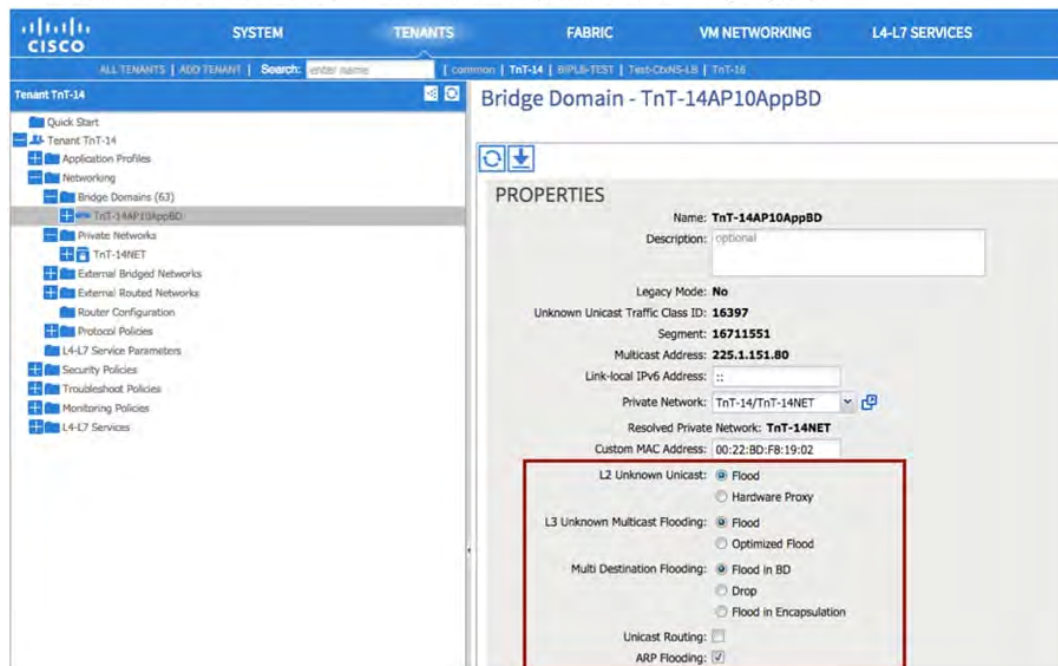 CISCO
SYSTEM TENANTS FABRIC VM NETWORKING L4-L7 SERVICES
ALL TENANTS | ADD TENANT | Search: enter name | common | TnT-14 | BIPLB-TEST | Test-CtxNS-LB | TnT-16
Tenant TnT-14
Quick Start
Tenant TnT-14
Application Profiles
Networking
Bridge Domains (63)
TnT-14AP10AppBD
Private Networks
TnT-14NET
External Bridged Networks
External Routed Networks
Router Configuration
Protocol Policies
L4-L7 Service Parameters
Security Policies
Troubleshoot Policies
Monitoring Policies
L4-L7 Services
Bridge Domain - TnT-14AP10AppBD
PROPERTIES
Name: TnT-14AP10AppBD
Description: optional
Legacy Mode: No
Unknown Unicast Traffic Class ID: 16397
Segment: 16711551
Multicast Address: 225.1.151.80
Link-local IPv6 Address: ::
Private Network: TnT-14/TnT-14NET
Resolved Private Network: TnT-14NET
Custom MAC Address: 00:22:BD:F8:19:02
L2 Unknown Unicast: Flood
Hardware Proxy
L3 Unknown Multicast Flooding: Flood
Optimized Flood
Multi Destination Flooding: Flood in BD
Drop
Flood in Encapsulation
Unicast Routing:
ARP Flooding: